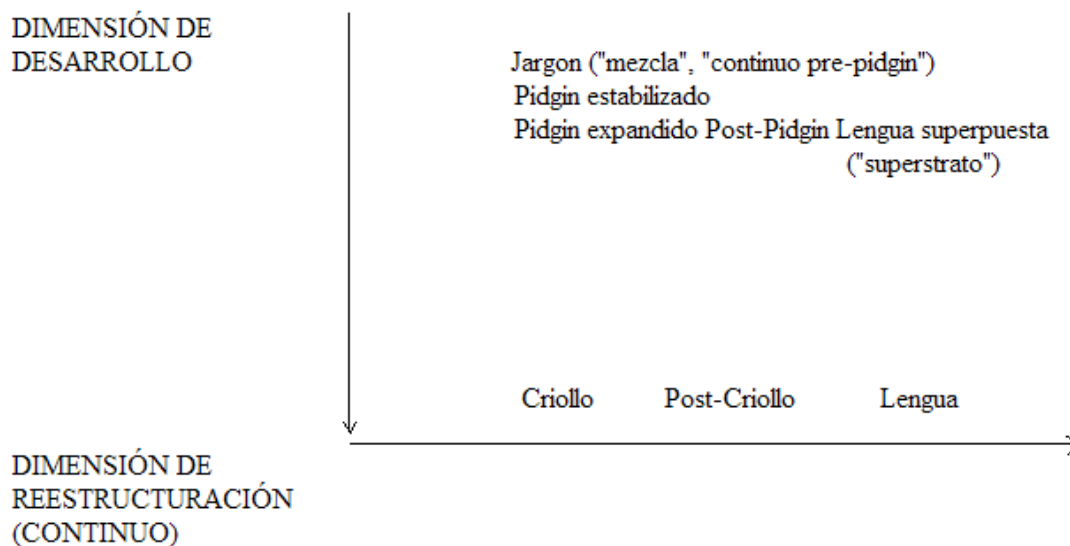 DIMENSIÓN DE
DESARROLLO
Jargon ("mezcla", "continuo pre-pidgin")
Pidgin estabilizado
Pidgin expandido Post-Pidgin Lengua superpuesta
("superstrato")
Criollo Post-Criollo Lengua
DIMENSIÓN DE
REESTRUCTURACIÓN
(CONTINUO)